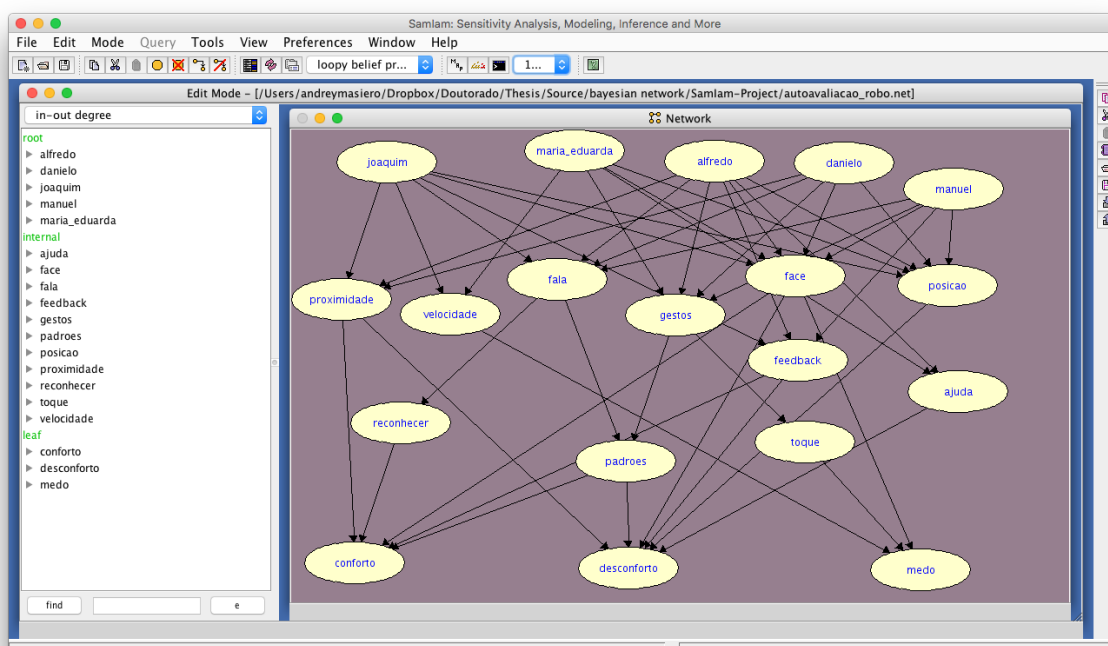 SamIam: Sensitivity Analysis, Modeling, Inference and More
File Edit Mode Query Tools View Preferences Window Help
loopy belief pr... 1...
Edit Mode – [/Users/andreymasiero/Dropbox/Doutorado/Thesis/Source/bayesian network/SamIam-Project/autoavaliacao_robo.net]
in-out degree
root
alfredo
danielo
joaquim
manuel
maria_eduarda
internal
ajuda
face
fala
feedback
gestos
padroes
posicao
proximidade
reconhecer
toque
velocidade
leaf
conforto
desconforto
medo
find e
Network
joaquim maria_eduarda alfredo danielo
manuel
proximidade fala face posicao
velocidade gestos
feedback
ajuda
reconhecer
toque
padroes
conforto desconforto medo